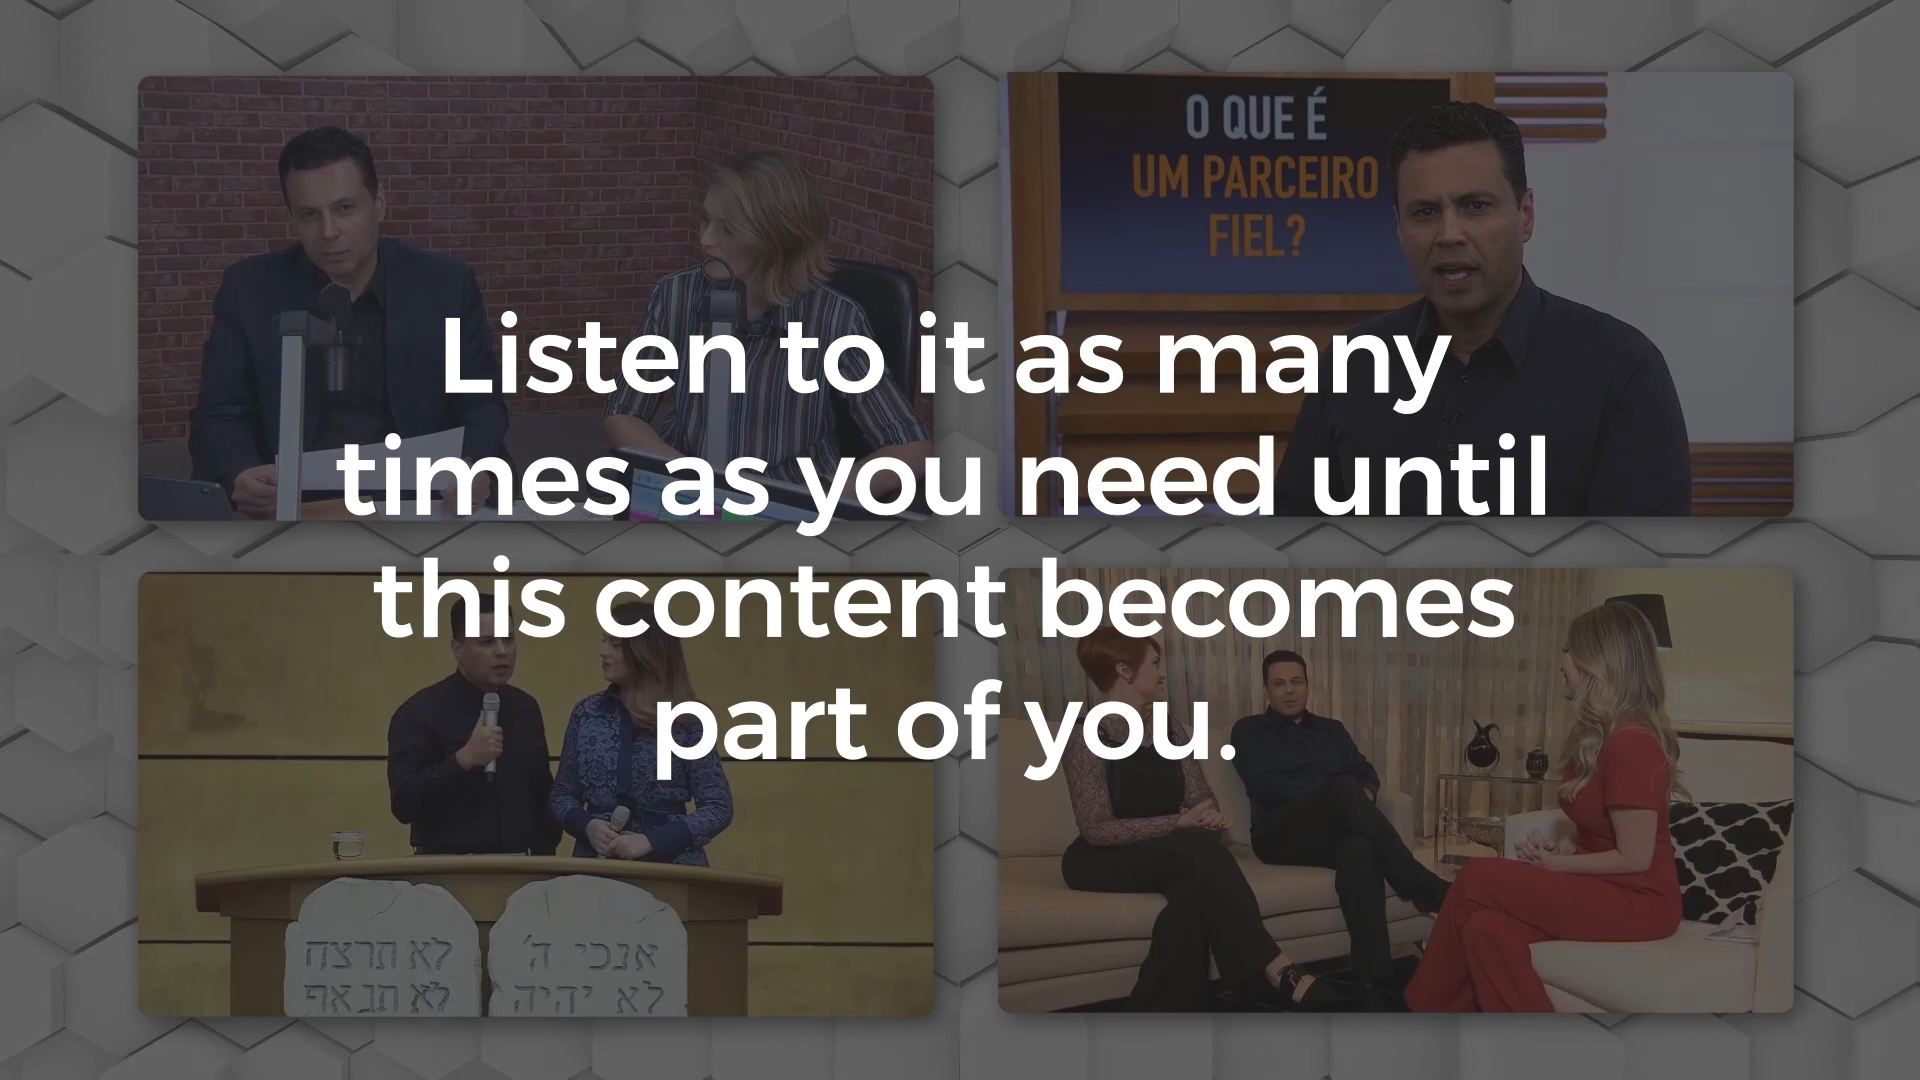 O QUE É
UM PARCEIRO
FIEL?
Listen to it as many
times as you need until
this content becomes
part of you.
לא תרצח
לא תנאף
אנכי ה׳
לא יהיה